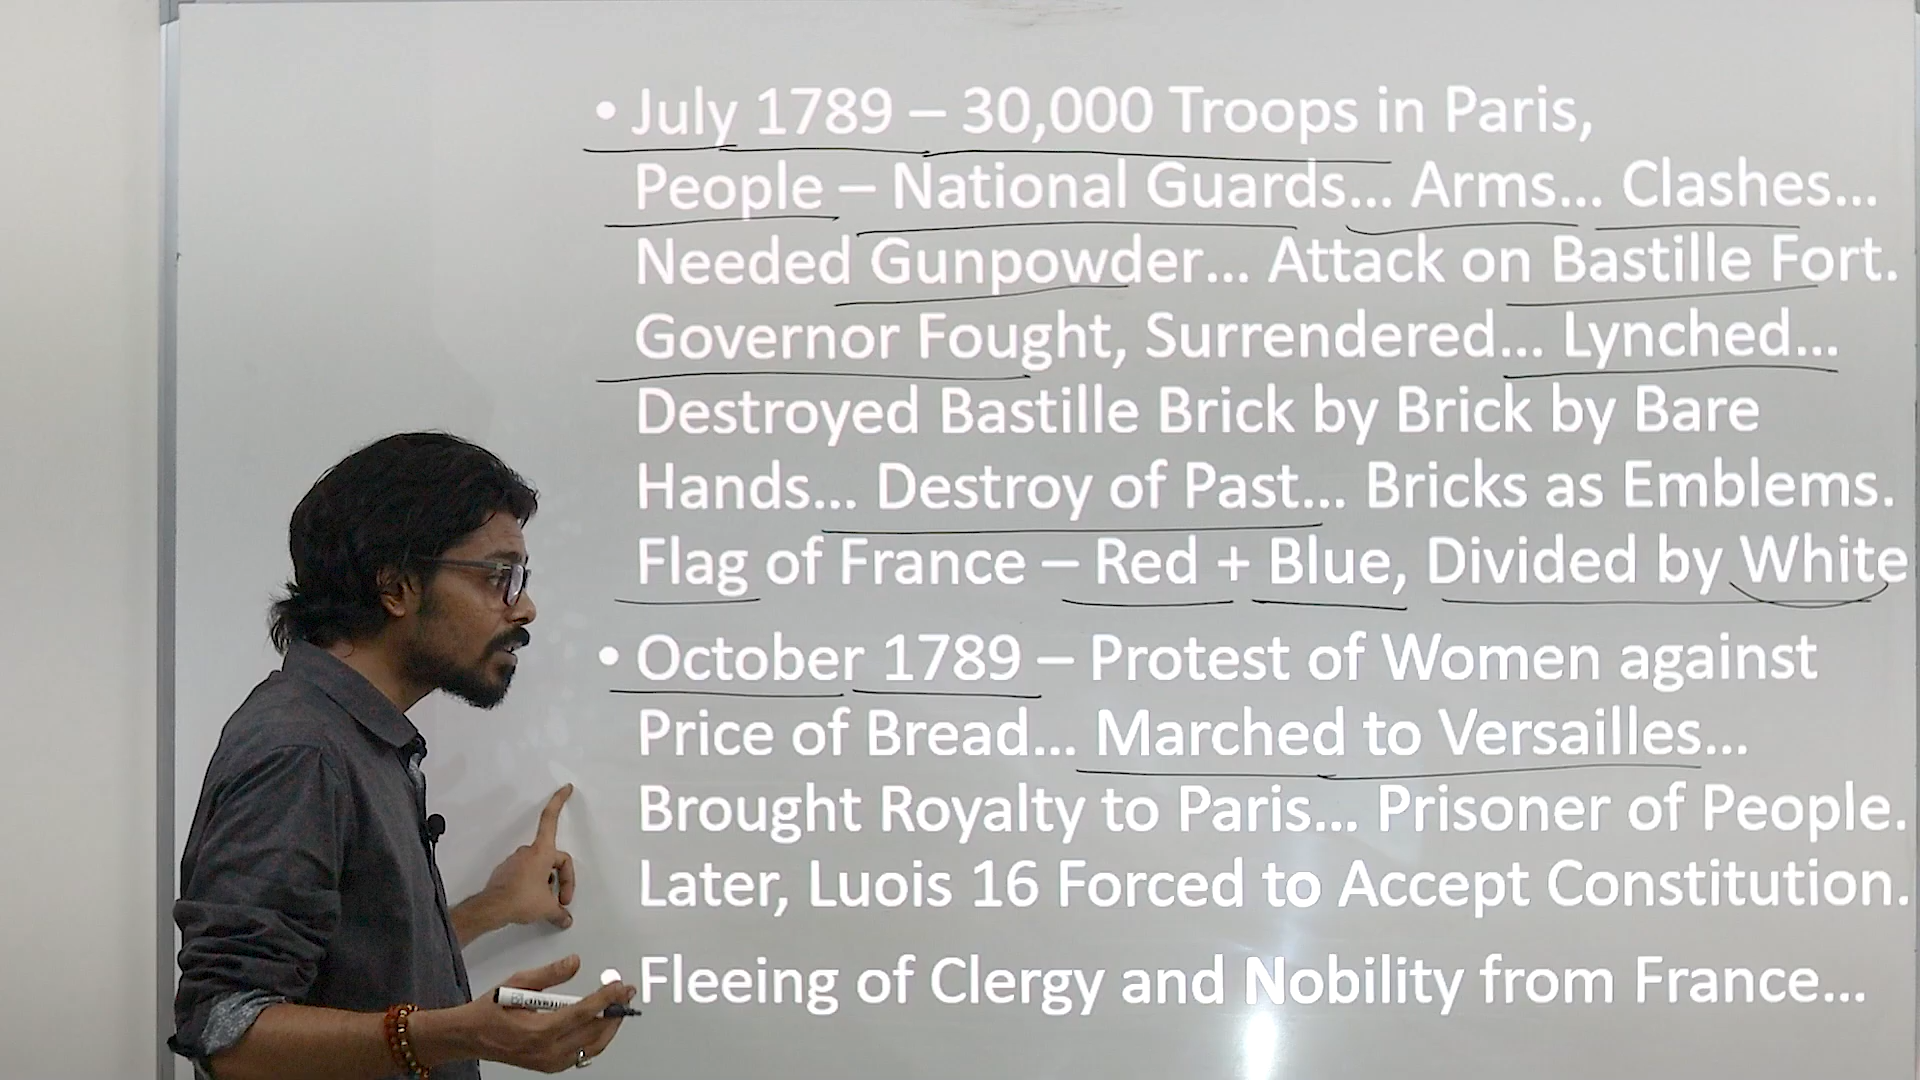 • July 1789 – 30,000 Troops in Paris,
People – National Guards... Arms... Clashes...
Needed Gunpowder... Attack on Bastille Fort.
Governor Fought, Surrendered... Lynched...
Destroyed Bastille Brick by Brick by Bare
Hands... Destroy of Past... Bricks as Emblems.
Flag of France – Red + Blue, Divided by White
• October 1789 – Protest of Women against
Price of Bread... Marched to Versailles...
Brought Royalty to Paris... Prisoner of People.
Later, Luois 16 Forced to Accept Constitution.
• Fleeing of Clergy and Nobility from France...